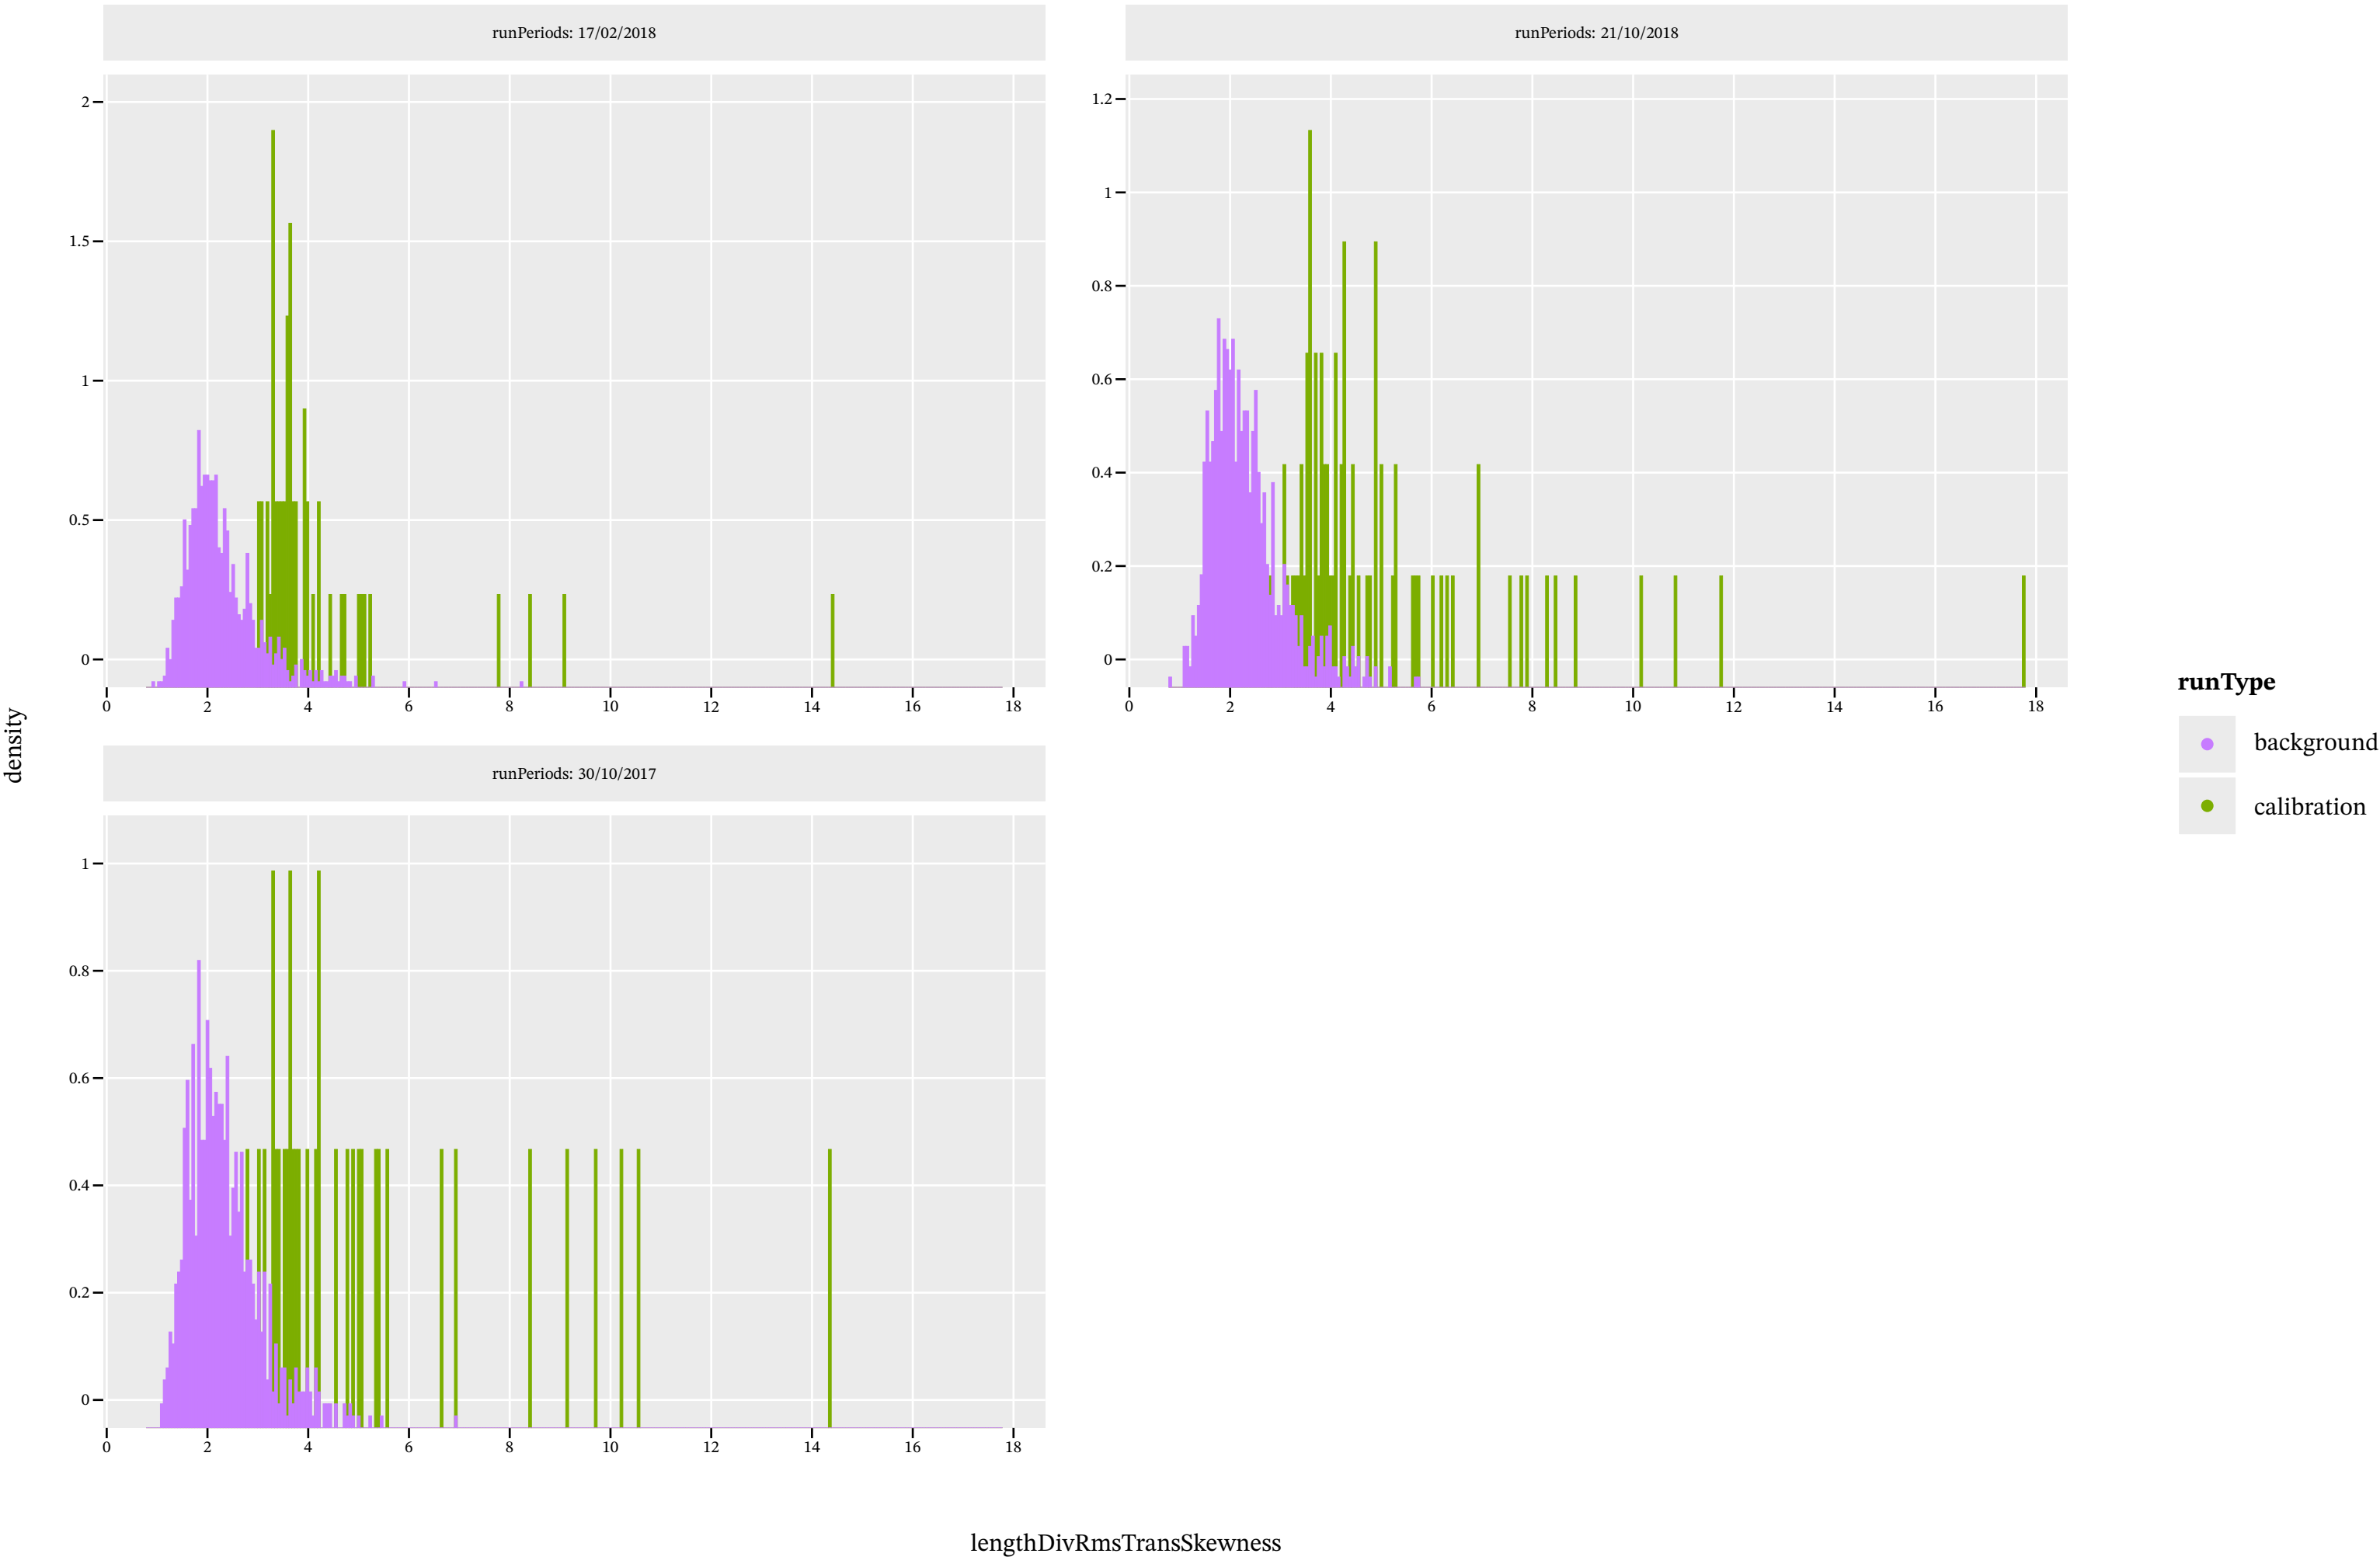 runPeriods: 17/02/2018
runPeriods: 21/10/2018
2
1.5
1
0.5
0
0 2 4 6 8 10 12 14 16 18
1.2
1
0.8
0.6
0.4
0.2
0
0 2 4 6 8 10 12 14 16 18
density
runPeriods: 30/10/2017
1
0.8
0.6
0.4
0.2
0
0 2 4 6 8 10 12 14 16 18
lengthDivRmsTransSkewness
runType
background
calibration